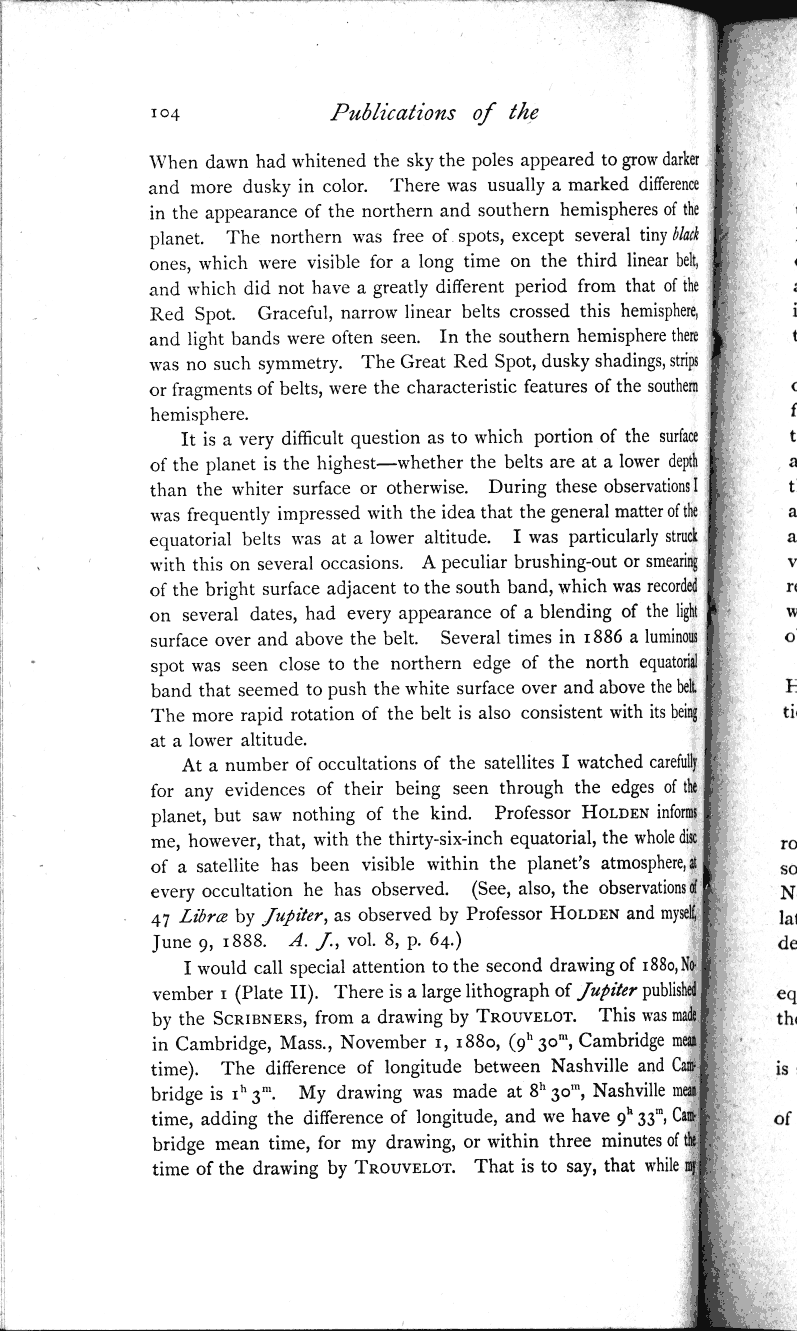 104 Publications of the
When dawn had whitened the sky the poles appeared to grow darker
and more dusky in color. There was usually a marked difference
in the appearance of the northern and southern hemispheres of the
planet. The northern was free of spots, except several tiny black
ones, which were visible for a long time on the third linear belt,
and which did not have a greatly different period from that of the
Red Spot. Graceful, narrow linear belts crossed this hemisphere,
and light bands were often seen. In the southern hemisphere there
was no such symmetry. The Great Red Spot, dusky shadings, strips
or fragments of belts, were the characteristic features of the southern
hemisphere.
It is a very difficult question as to which portion of the surface
of the planet is the highest—whether the belts are at a lower depth
than the whiter surface or otherwise. During these observations I
was frequently impressed with the idea that the general matter of the
equatorial belts was at a lower altitude. I was particularly struck
with this on several occasions. A peculiar brushing-out or smearing
of the bright surface adjacent to the south band, which was recorded
on several dates, had every appearance of a blending of the light
surface over and above the belt. Several times in 1886 a luminous
spot was seen close to the northern edge of the north equatorial
band that seemed to push the white surface over and above the belt.
The more rapid rotation of the belt is also consistent with its being
at a lower altitude.
At a number of occultations of the satellites I watched carefully
for any evidences of their being seen through the edges of the
planet, but saw nothing of the kind. Professor HOLDEN informs
me, however, that, with the thirty-six-inch equatorial, the whole disc
of a satellite has been visible within the planet's atmosphere, at
every occultation he has observed. (See, also, the observations of
47 Libræ by Jupiter, as observed by Professor HOLDEN and myself,
June 9, 1888. A. J., vol. 8, p. 64.)
I would call special attention to the second drawing of 1880, No-
vember 1 (Plate II). There is a large lithograph of Jupiter published
by the SCRIBNERS, from a drawing by TROUVELOT. This was made
in Cambridge, Mass., November 1, 1880, (9ʰ 30ᵐ, Cambridge mean
time). The difference of longitude between Nashville and Cam-
bridge is 1ʰ 3ᵐ. My drawing was made at 8ʰ 30ᵐ, Nashville mean
time, adding the difference of longitude, and we have 9ʰ 33ᵐ, Cam-
bridge mean time, for my drawing, or within three minutes of the
time of the drawing by TROUVELOT. That is to say, that while my